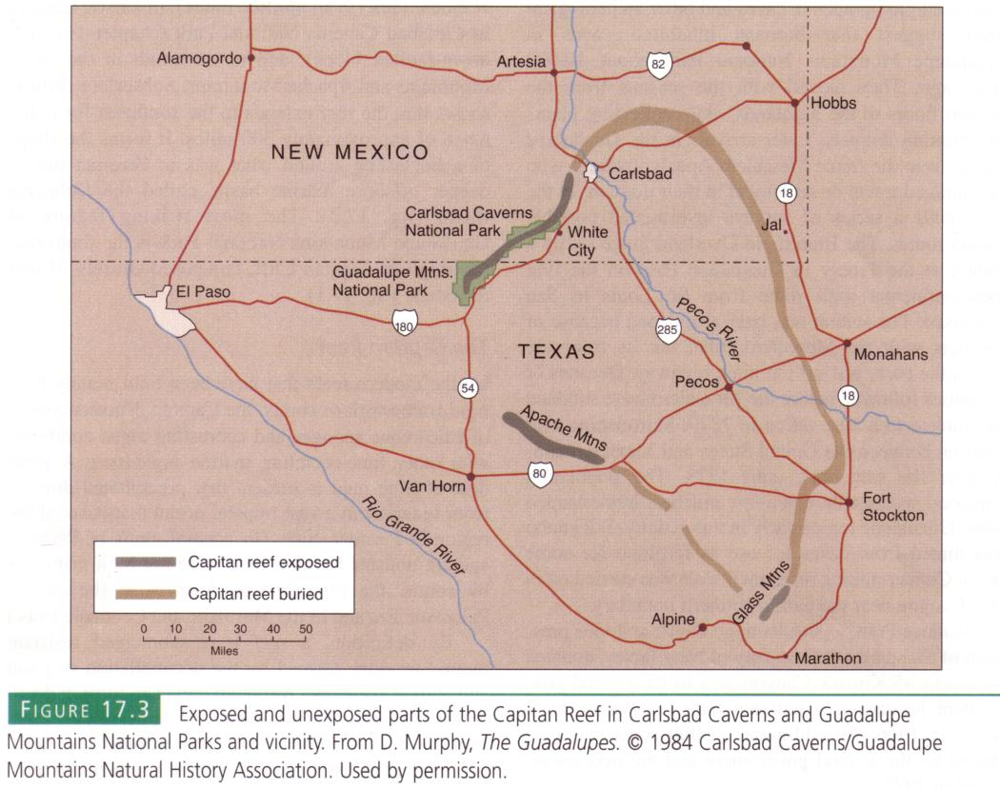 Alamogordo
Artesia
82
Hobbs
NEW MEXICO
Carlsbad
18
Carlsbad Caverns
National Park
White
City
Jal
Guadalupe Mtns.
National Park
El Paso
180
285
Pecos River
TEXAS
Monahans
54
Pecos
18
Apache Mtns
80
Van Horn
Fort
Stockton
Rio Grande River
Capitan reef exposed
Capitan reef buried
Glass Mtns
Alpine
0 10 20 30 40 50
Miles
Marathon
FIGURE 17.3 Exposed and unexposed parts of the Capitan Reef in Carlsbad Caverns and Guadalupe
Mountains National Parks and vicinity. From D. Murphy, The Guadalupes. © 1984 Carlsbad Caverns/Guadalupe
Mountains Natural History Association. Used by permission.